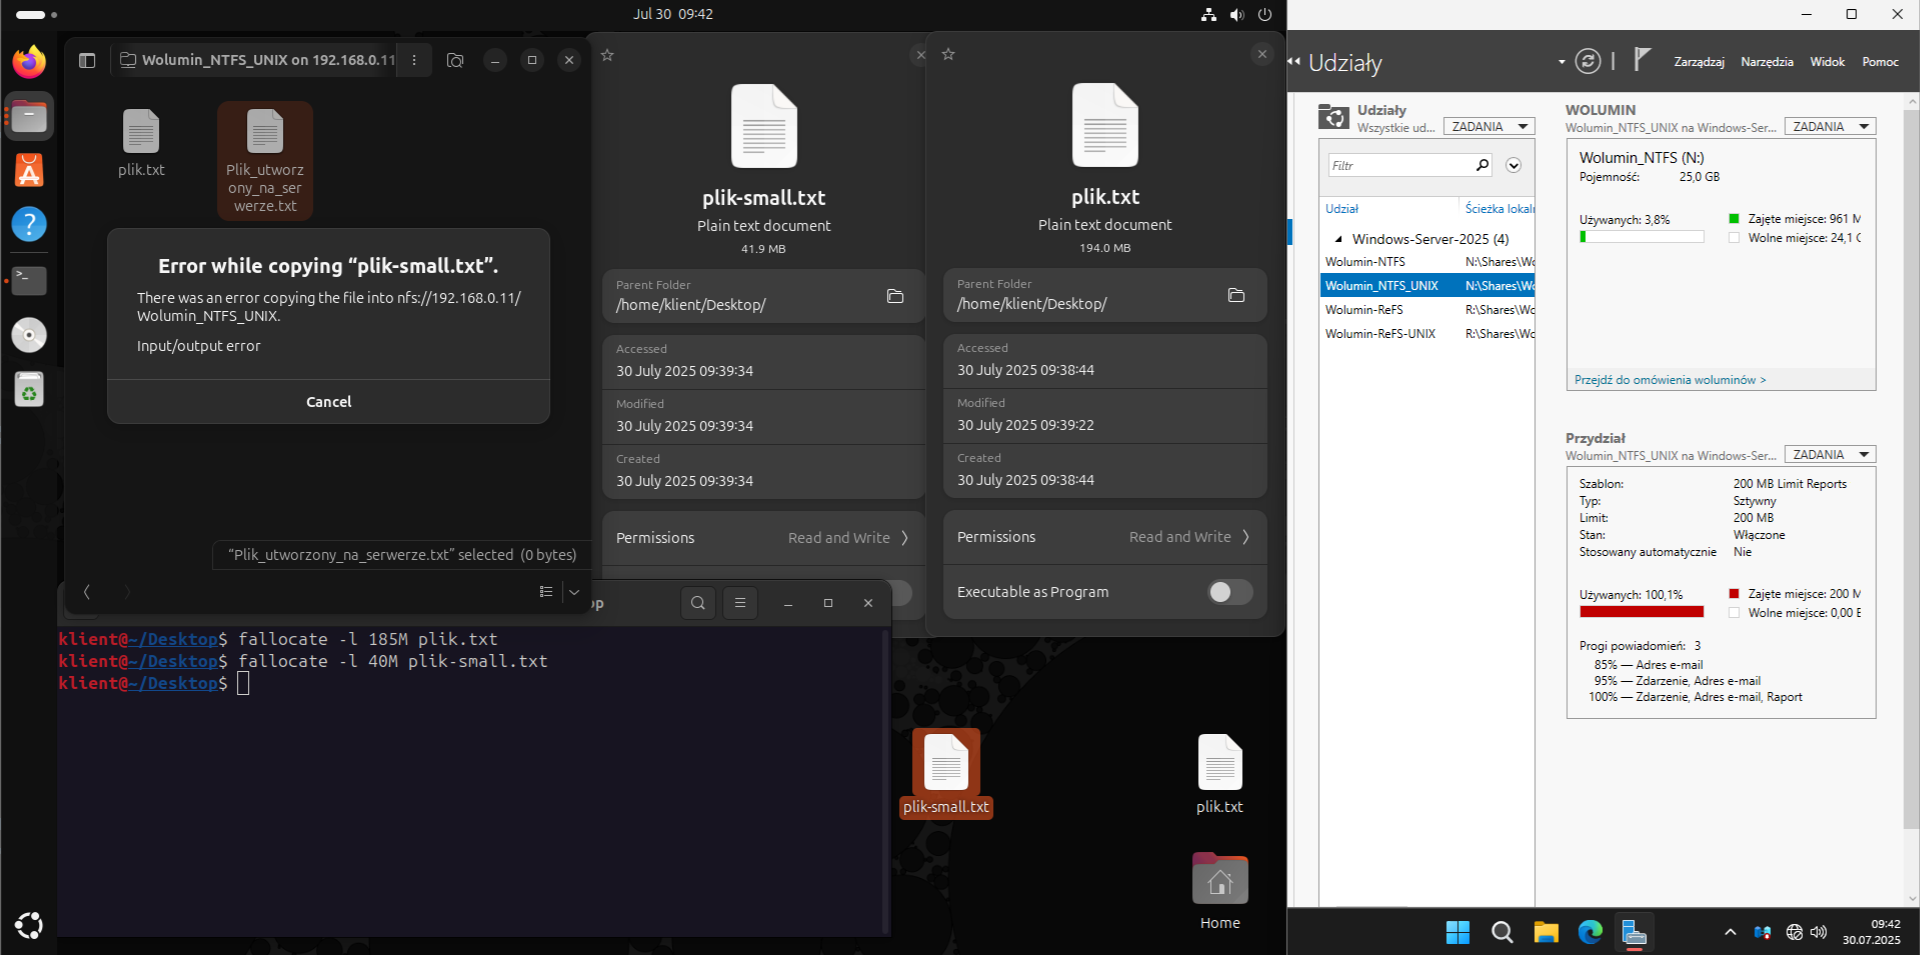 Jul 30 09:42
Wolumin_NTFS_UNIX on 192.168.0.11
plik.txt
Plik_utworz
ony_na_ser
werze.txt
Error while copying “plik-small.txt”.
There was an error copying the file into nfs://192.168.0.11/
Wolumin_NTFS_UNIX.
Input/output error
Cancel
“Plik_utworzony_na_serwerze.txt” selected (0 bytes)
plik-small.txt
Plain text document
41.9 MB
Parent Folder
/home/klient/Desktop/
Accessed
30 July 2025 09:39:34
Modified
30 July 2025 09:39:34
Created
30 July 2025 09:39:34
Permissions
Read and Write
plik.txt
Plain text document
194.0 MB
Parent Folder
/home/klient/Desktop/
Accessed
30 July 2025 09:38:44
Modified
30 July 2025 09:39:22
Created
30 July 2025 09:38:44
Permissions
Read and Write
Executable as Program
op
klient@~/Desktop$ fallocate -l 185M plik.txt
klient@~/Desktop$ fallocate -l 40M plik-small.txt
klient@~/Desktop$
plik-small.txt
plik.txt
Home
Udziały
Zarządzaj Narzędzia Widok Pomoc
Udziały
Wszystkie ud...
ZADANIA
Filtr
Udział Ścieżka lokaln
Windows-Server-2025 (4)
Wolumin-NTFS N:\Shares\Wo
Wolumin_NTFS_UNIX N:\Shares\Wo
Wolumin-ReFS R:\Shares\Wo
Wolumin-ReFS-UNIX R:\Shares\Wo
WOLUMIN
Wolumin_NTFS_UNIX na Windows-Ser...
ZADANIA
Wolumin_NTFS (N:)
Pojemność: 25,0 GB
Używanych: 3,8%
Zajęte miejsce: 961 M
Wolne miejsce: 24,1 G
Przejdź do omówienia woluminów >
Przydział
Wolumin_NTFS_UNIX na Windows-Ser...
ZADANIA
Szablon: 200 MB Limit Reports
Typ: Sztywny
Limit: 200 MB
Stan: Włączone
Stosowany automatycznie Nie
Używanych: 100,1%
Zajęte miejsce: 200 M
Wolne miejsce: 0,00 B
Progi powiadomień: 3
85% — Adres e-mail
95% — Zdarzenie, Adres e-mail
100% — Zdarzenie, Adres e-mail, Raport
09:42
30.07.2025